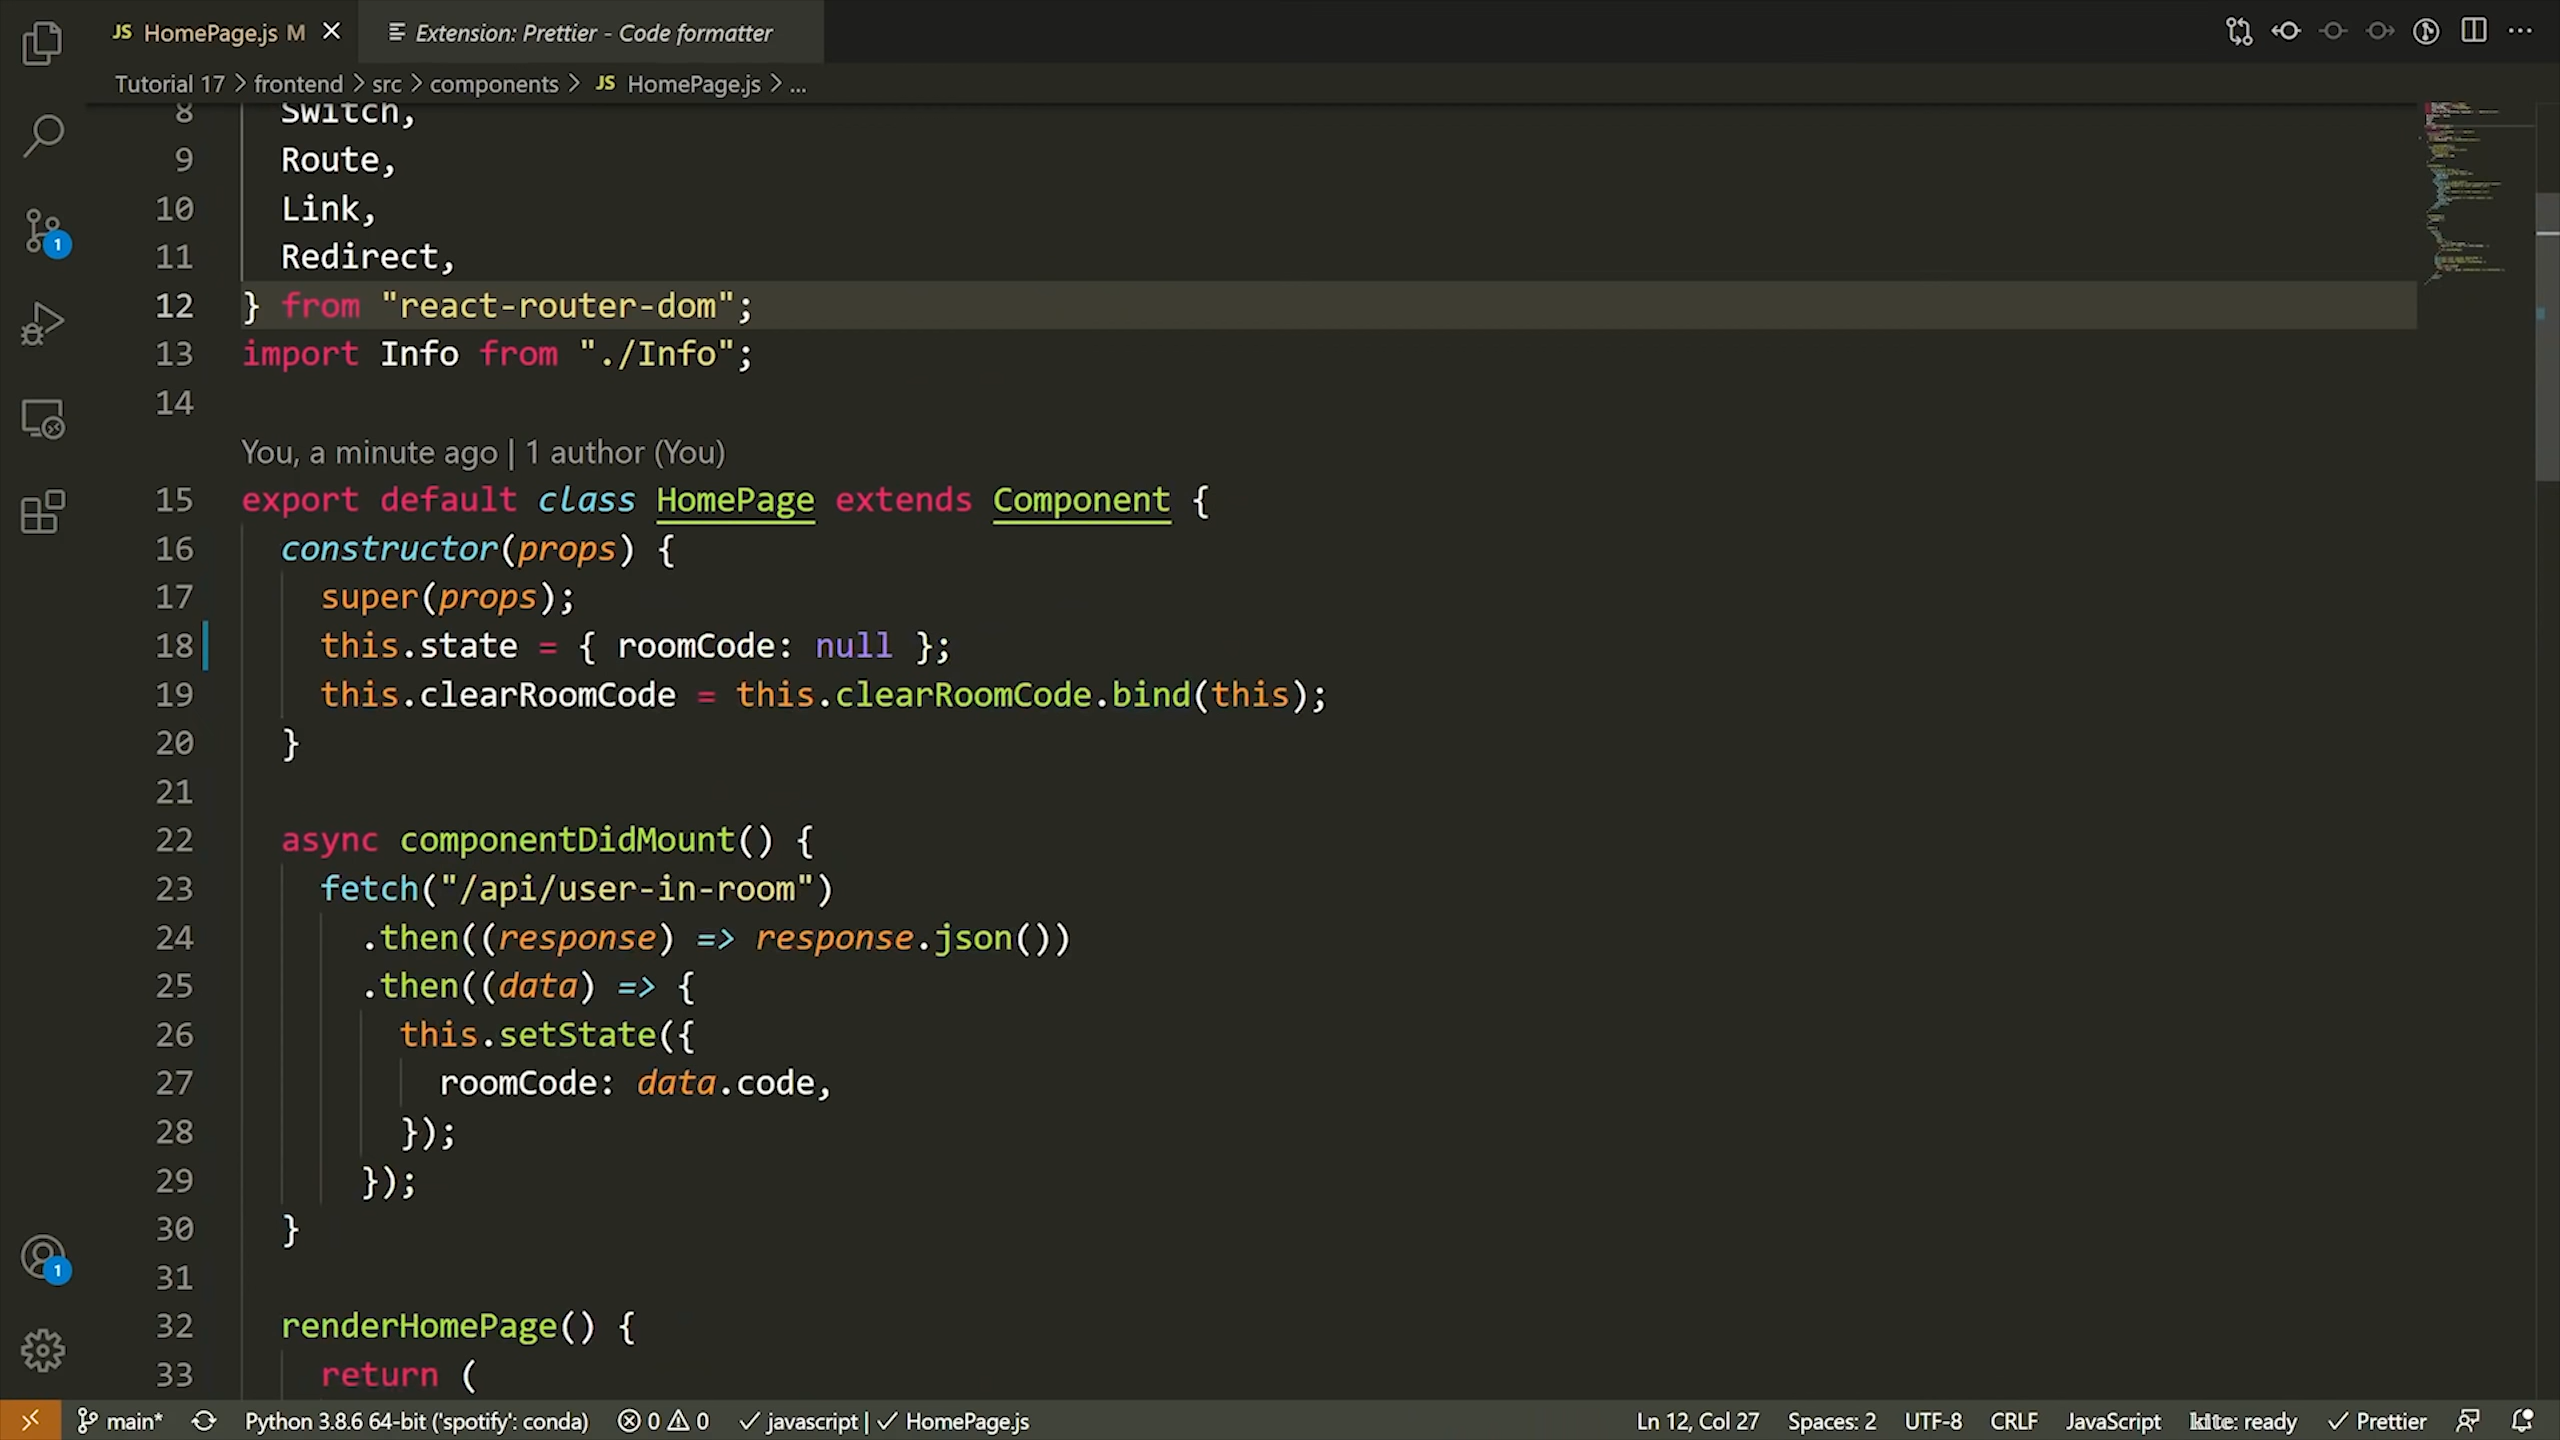 JS HomePage.js M
Extension: Prettier - Code formatter
Tutorial 17 > frontend > src > components > JS HomePage.js > ...
8 Switch,
9 Route,
10 Link,
11 Redirect,
12 } from "react-router-dom";
13 import Info from "./Info";
14
You, a minute ago | 1 author (You)
15 export default class HomePage extends Component {
16 constructor(props) {
17 super(props);
18 this.state = { roomCode: null };
19 this.clearRoomCode = this.clearRoomCode.bind(this);
20 }
21
22 async componentDidMount() {
23 fetch("/api/user-in-room")
24 .then((response) => response.json())
25 .then((data) => {
26 this.setState({
27 roomCode: data.code,
28 });
29 });
30 }
31
32 renderHomePage() {
33 return (
1
1
main* Python 3.8.6 64-bit ('spotify': conda) 0 0 ✓ javascript | ✓ HomePage.js Ln 12, Col 27 Spaces: 2 UTF-8 CRLF JavaScript kite: ready ✓ Prettier